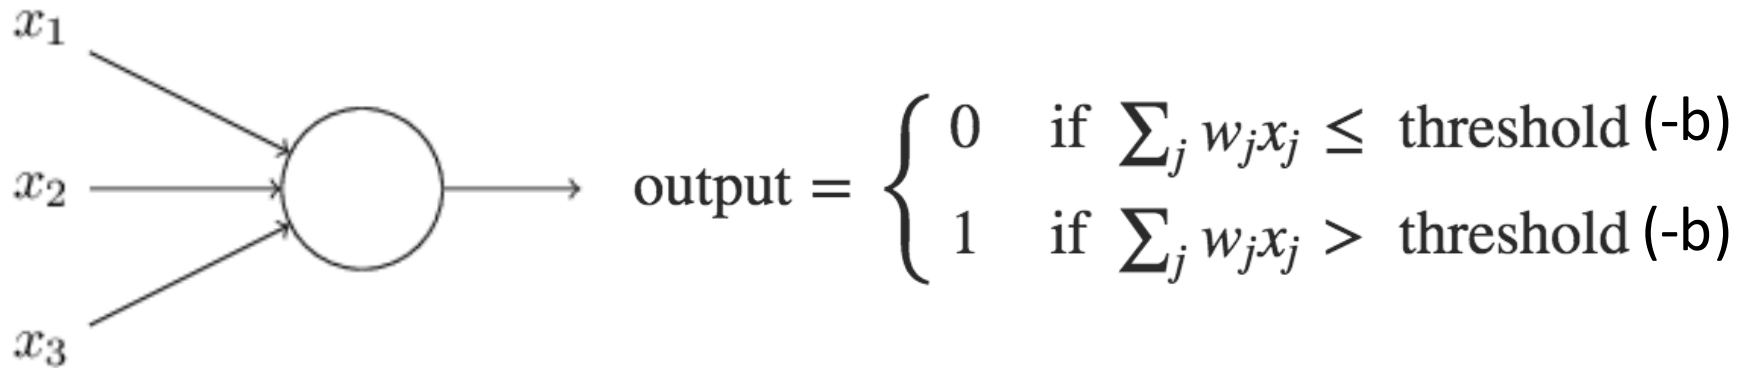 x₁
x₂
x₃
output = { 0 if ∑ⱼ wⱼxⱼ ≤ threshold (-b)
1 if ∑ⱼ wⱼxⱼ > threshold (-b)